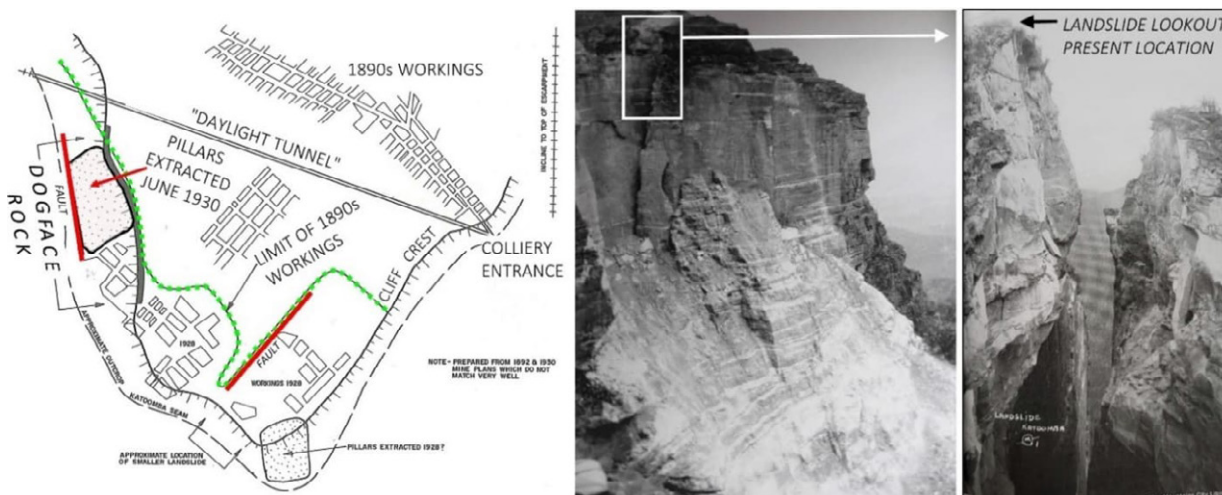 1890s WORKINGS
"DAYLIGHT TUNNEL"
INCLINE TO TOP OF ESCARPMENT
PILLARS
EXTRACTED
JUNE 1930
FAULT
DOGFACE
ROCK
LIMIT OF 1890s
WORKINGS
COLLIERY
ENTRANCE
CLIFF CREST
1928
FAULT
WORKINGS 1928
NOTE - PREPARED FROM 1892 & 1930
MINE PLANS WHICH DO NOT
MATCH VERY WELL
APPROXIMATE OUTCROP
KATOOMBA SEAM
APPROXIMATE LOCATION
OF SMALLER LANDSLIDE
PILLARS EXTRACTED 1928?
LANDSLIDE LOOKOUT
PRESENT LOCATION
LANDSLIDE
KATOOMBA